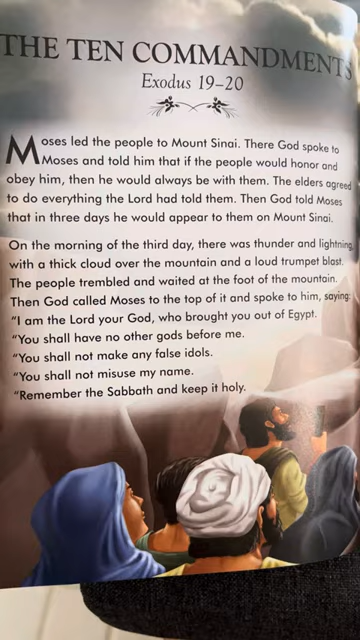 THE TEN COMMANDMENTS
Exodus 19–20
Moses led the people to Mount Sinai. There God spoke to
Moses and told him that if the people would honor and
obey him, then he would always be with them. The elders agreed
to do everything the Lord had told them. Then God told Moses
that in three days he would appear to them on Mount Sinai.
On the morning of the third day, there was thunder and lightning,
with a thick cloud over the mountain and a loud trumpet blast.
The people trembled and waited at the foot of the mountain.
Then God called Moses to the top of it and spoke to him, saying:
"I am the Lord your God, who brought you out of Egypt.
"You shall have no other gods before me.
"You shall not make any false idols.
"You shall not misuse my name.
"Remember the Sabbath and keep it holy.